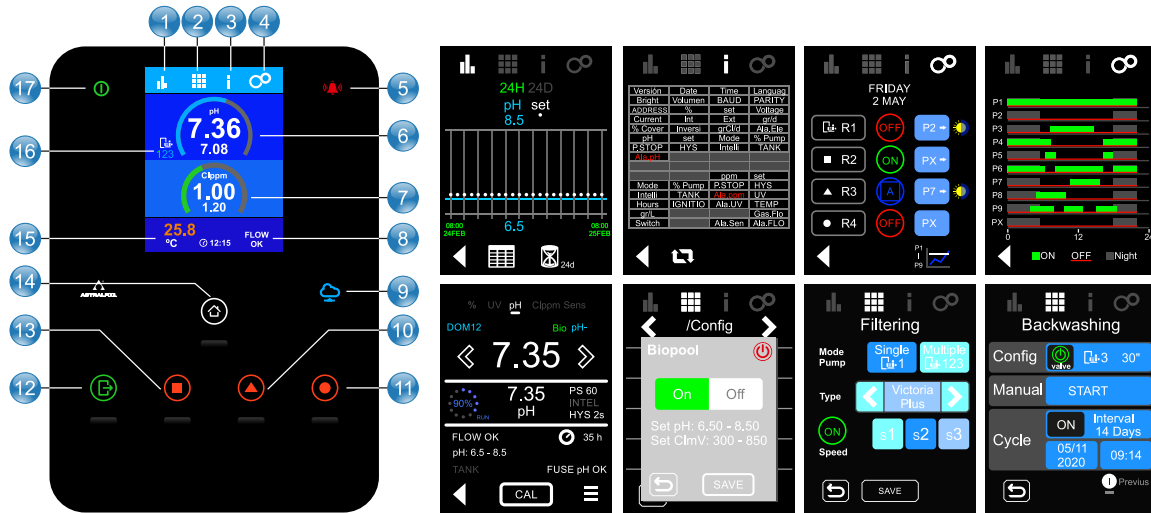 1
2
3
4
17
5
pH
7.36
7.08
6
16
123
Clppm
1.00
1.20
7
25.8
ºC
12:15
FLOW
OK
15
8
14
ASTRALPOOL
9
13
10
12
11
24H 24D
pH set
8.5
08:00
24FEB
6.5
08:00
25FEB
24d
Versión Date Time Languag
Bright Volumen BAUD PARITY
ADDRESS % set Voltage
Current Int Ext gr/d
% Cover Inversi grCl/d Ala.Ele
pH set Mode % Pump
P.STOP HYS Intelli TANK
Ala.pH
ppm set
Mode % Pump P.STOP HYS
Intelli TANK Ala.ppm UV
Hours IGNITIO Ala.UV TEMP
gr/L Gas.Flo
Switch Ala.Sen Ala.FLO
FRIDAY
2 MAY
R1 OFF P2
R2 ON PX
R3 A P7
R4 OFF PX
P1
P9
P1
P2
P3
P4
P5
P6
P7
P8
P9
PX
0 12 24
ON OFF Night
% UV pH Clppm Sens
DOM12 Bio pH-
7.35
90%
RUN
7.35
pH
PS 60
INTEL
HYS 2s
FLOW OK 35 h
pH: 6.5 - 8.5
TANK FUSE pH OK
CAL
/Config
Biopool
On Off
Set pH: 6,50 - 8,50
Set ClmV: 300 - 850
SAVE
Filtering
Mode
Pump
Single
1
Multiple
123
Type
Victoria
Plus
ON
Speed
s1 s2 s3
SAVE
Backwashing
Config valve 3 30"
Manual START
Cycle
ON Interval
14 Days
05/11
2020
09:14
Previus